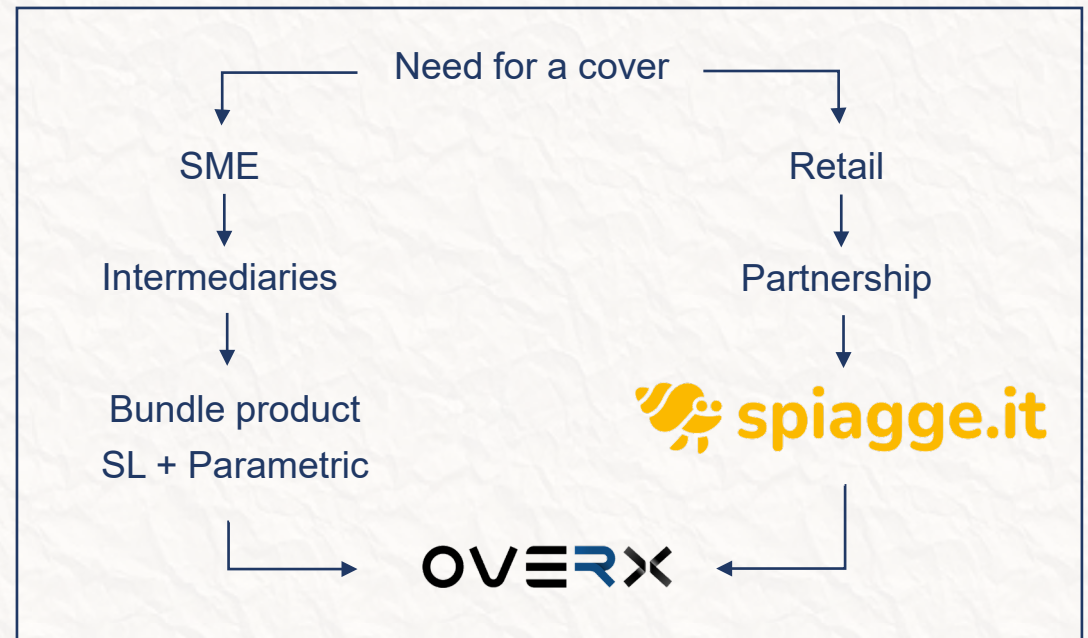 Need for a cover
SME
Retail
Intermediaries
Partnership
Bundle product
SL + Parametric
spiagge.it
OVERX